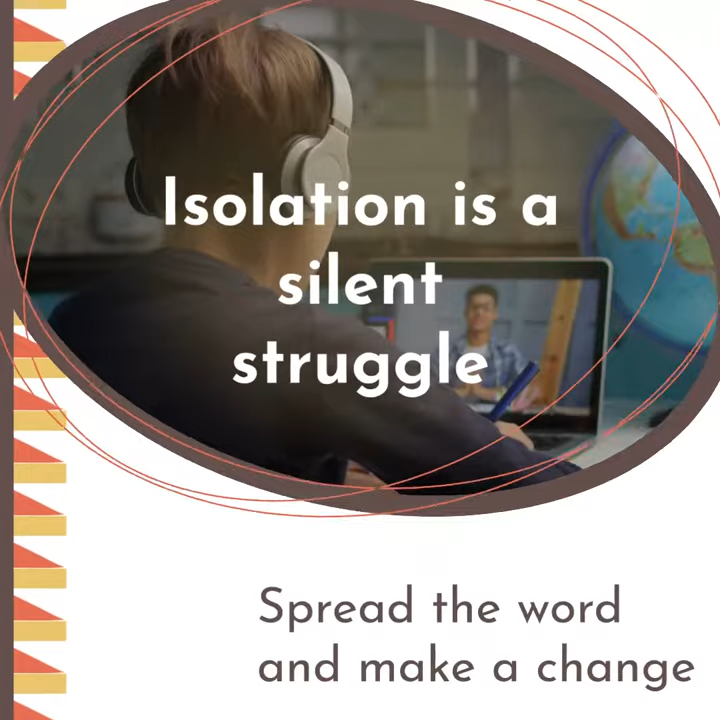 Isolation is a
silent
struggle
Spread the word
and make a change